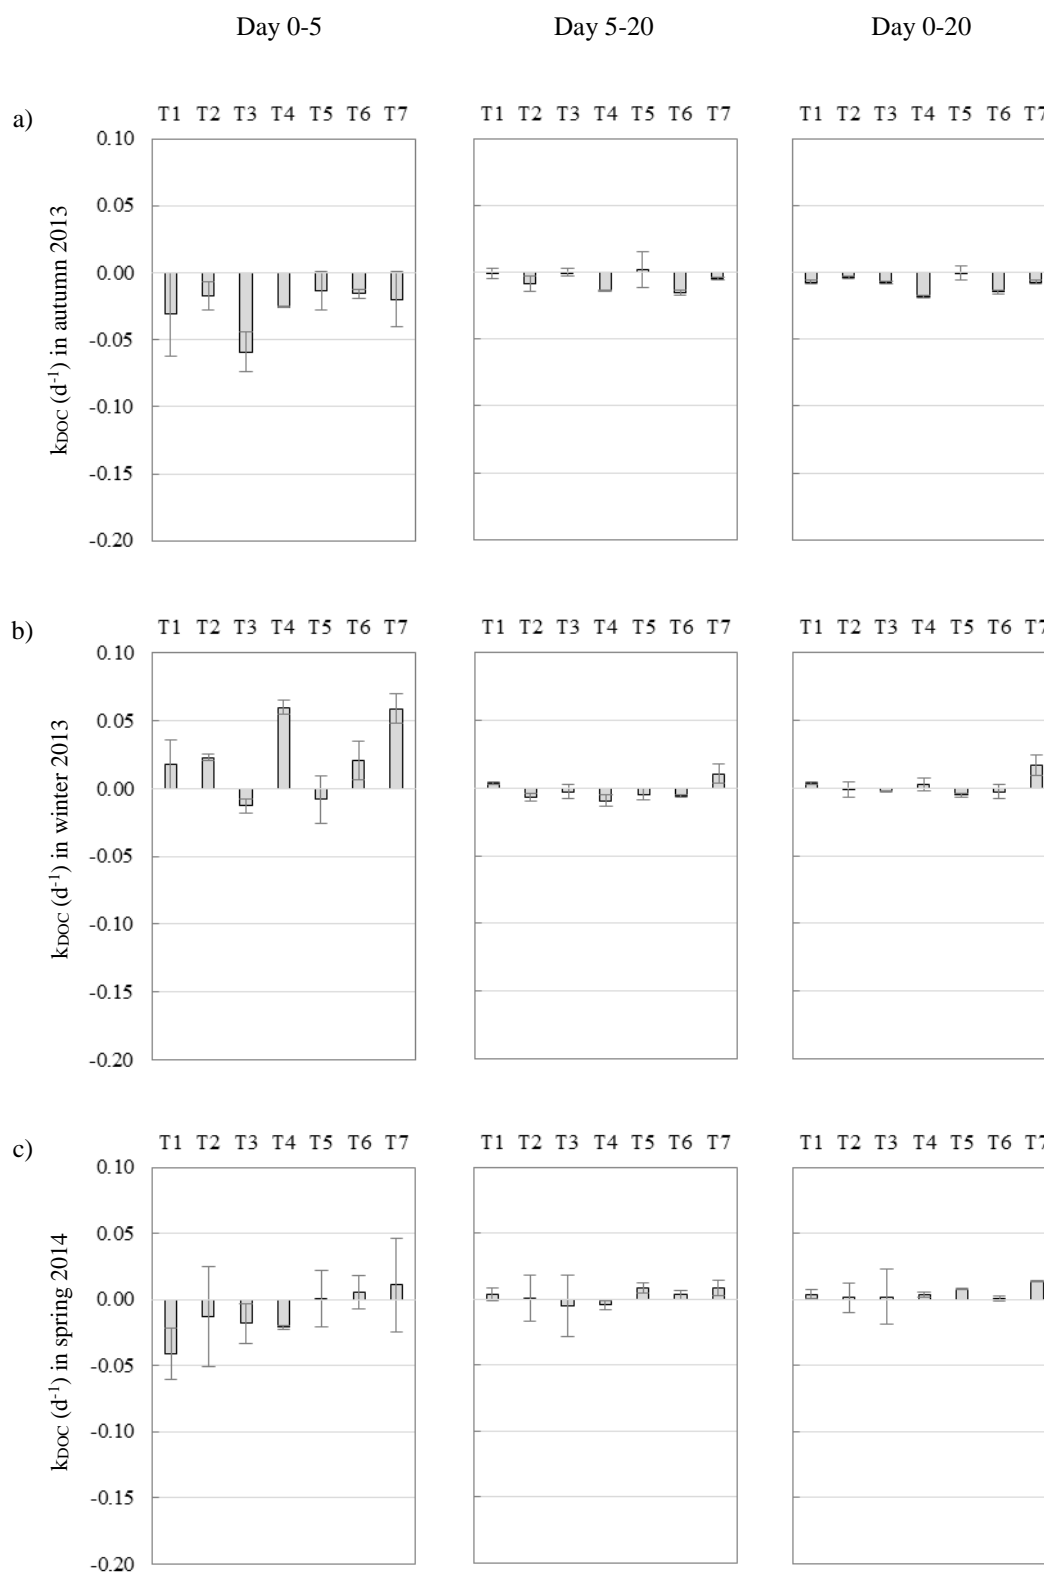 Day 0-5 Day 5-20 Day 0-20
a)
T1 T2 T3 T4 T5 T6 T7 T1 T2 T3 T4 T5 T6 T7 T1 T2 T3 T4 T5 T6 T7
k_DOC (d^-1) in autumn 2013
0.10
0.05
0.00
-0.05
-0.10
-0.15
-0.20
b)
T1 T2 T3 T4 T5 T6 T7 T1 T2 T3 T4 T5 T6 T7 T1 T2 T3 T4 T5 T6 T7
k_DOC (d^-1) in winter 2013
0.10
0.05
0.00
-0.05
-0.10
-0.15
-0.20
c)
T1 T2 T3 T4 T5 T6 T7 T1 T2 T3 T4 T5 T6 T7 T1 T2 T3 T4 T5 T6 T7
k_DOC (d^-1) in spring 2014
0.10
0.05
0.00
-0.05
-0.10
-0.15
-0.20